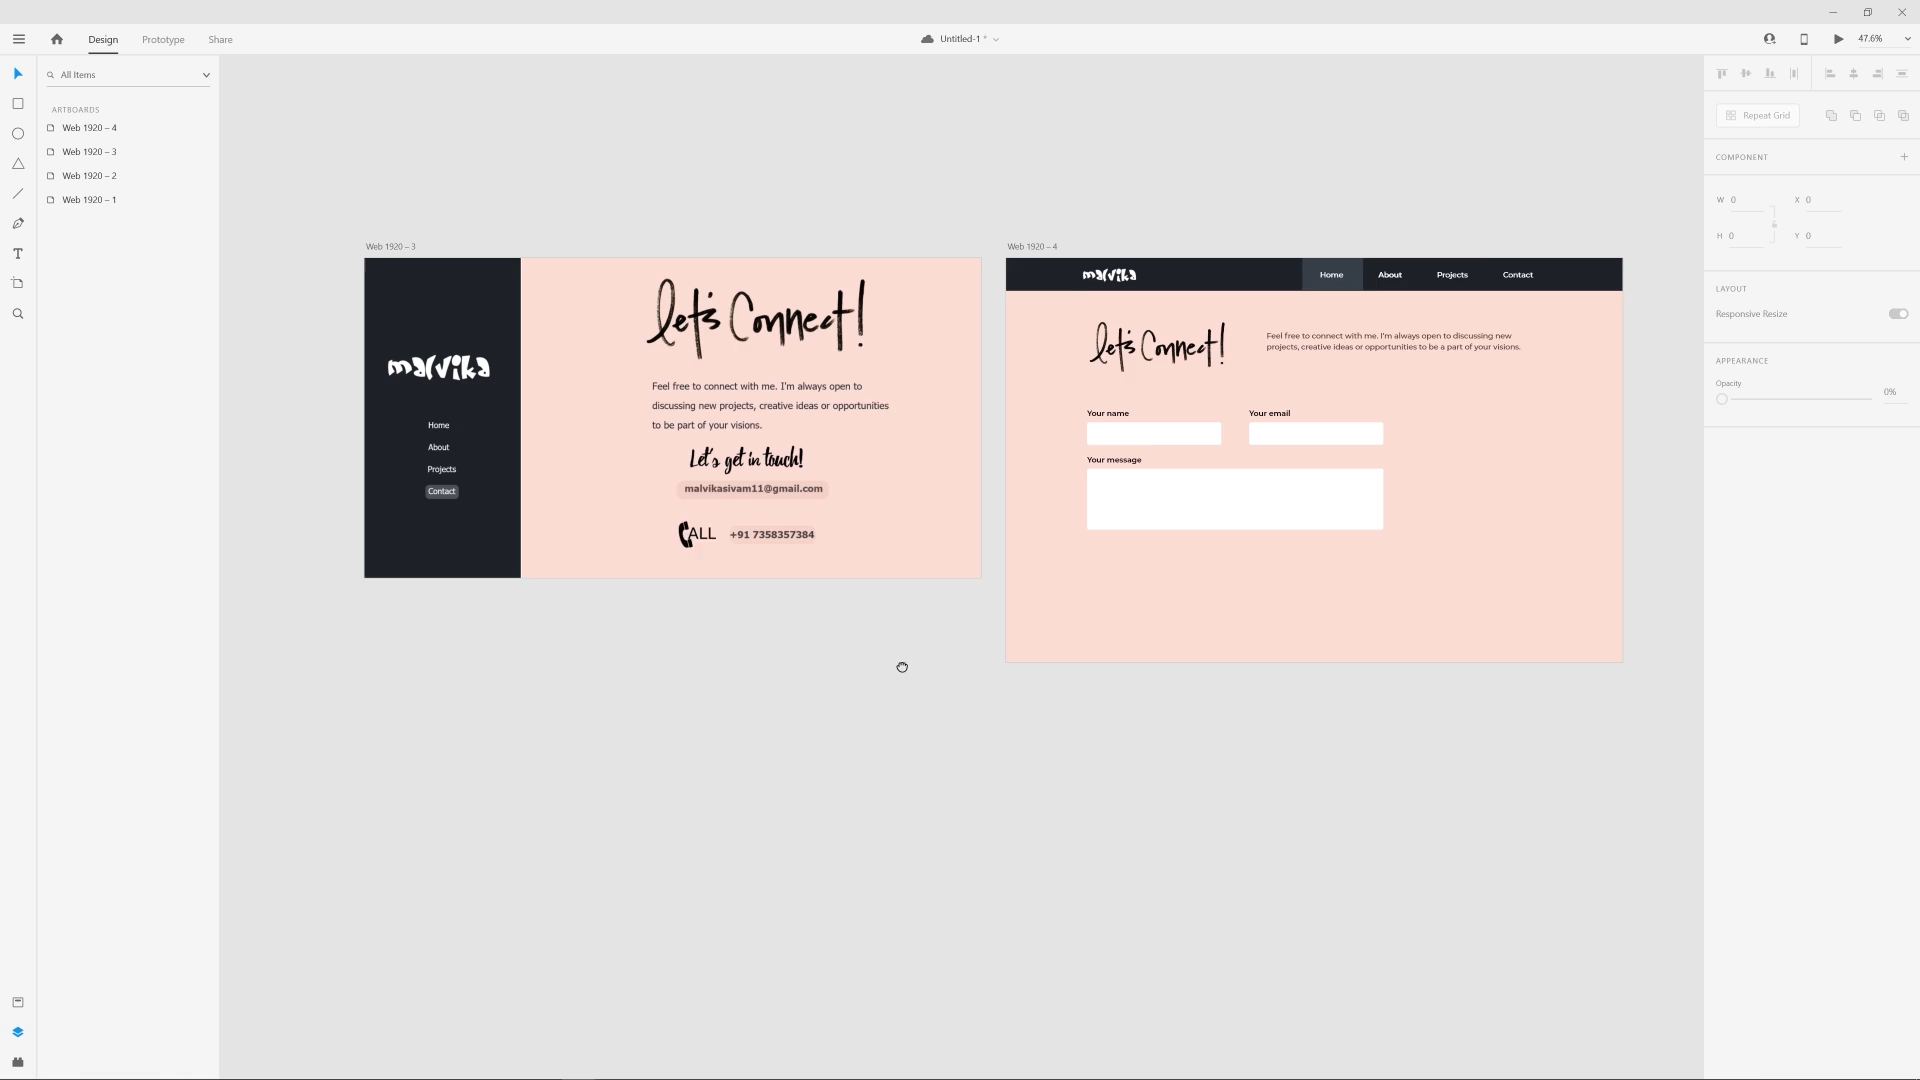 Design
Prototype
Share
Untitled-1 *
47.6%
All Items
ARTBOARDS
Web 1920 – 4
Web 1920 – 3
Web 1920 – 2
Web 1920 – 1
Web 1920 – 3
malvika
Home
About
Projects
Contact
let's Connect!
Feel free to connect with me. I'm always open to
discussing new projects, creative ideas or opportunities
to be part of your visions.
Let's get in touch!
malvikasivam11@gmail.com
CALL +91 7358357384
Web 1920 – 4
malvika
Home
About
Projects
Contact
let's Connect!
Feel free to connect with me. I'm always open to discussing new
projects, creative ideas or opportunities to be a part of your visions.
Your name
Your email
Your message
Repeat Grid
COMPONENT
W 0
X 0
H 0
Y 0
LAYOUT
Responsive Resize
APPEARANCE
Opacity
0%